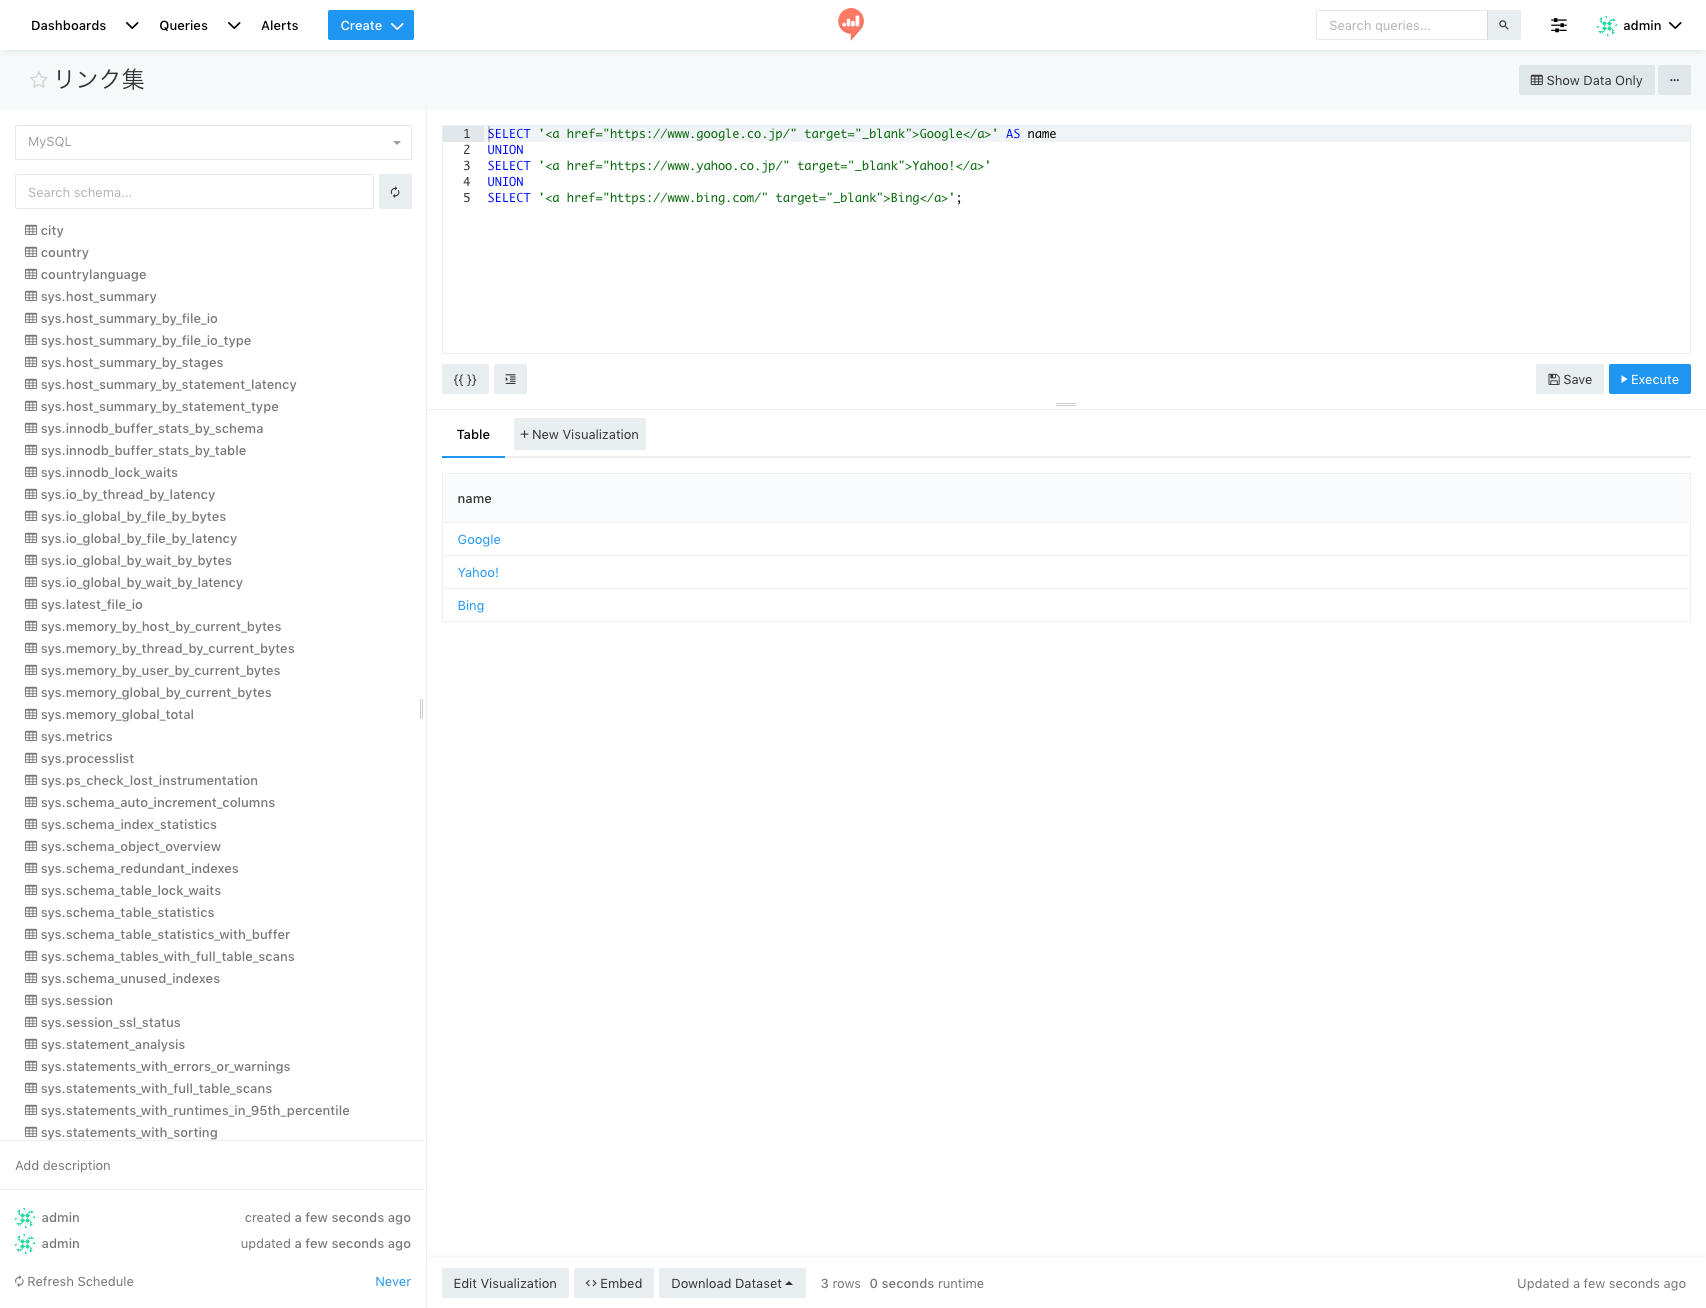 Dashboards Queries Alerts Create Search queries... admin
リンク集 Show Data Only ...
MySQL
Search schema...
city
country
countrylanguage
sys.host_summary
sys.host_summary_by_file_io
sys.host_summary_by_file_io_type
sys.host_summary_by_stages
sys.host_summary_by_statement_latency
sys.host_summary_by_statement_type
sys.innodb_buffer_stats_by_schema
sys.innodb_buffer_stats_by_table
sys.innodb_lock_waits
sys.io_by_thread_by_latency
sys.io_global_by_file_by_bytes
sys.io_global_by_file_by_latency
sys.io_global_by_wait_by_bytes
sys.io_global_by_wait_by_latency
sys.latest_file_io
sys.memory_by_host_by_current_bytes
sys.memory_by_thread_by_current_bytes
sys.memory_by_user_by_current_bytes
sys.memory_global_by_current_bytes
sys.memory_global_total
sys.metrics
sys.processlist
sys.ps_check_lost_instrumentation
sys.schema_auto_increment_columns
sys.schema_index_statistics
sys.schema_object_overview
sys.schema_redundant_indexes
sys.schema_table_lock_waits
sys.schema_table_statistics
sys.schema_table_statistics_with_buffer
sys.schema_tables_with_full_table_scans
sys.schema_unused_indexes
sys.session
sys.session_ssl_status
sys.statement_analysis
sys.statements_with_errors_or_warnings
sys.statements_with_full_table_scans
sys.statements_with_runtimes_in_95th_percentile
sys.statements_with_sorting
Add description
admin created a few seconds ago
admin updated a few seconds ago
Refresh Schedule Never
1 SELECT '<a href="https://www.google.co.jp/" target="_blank">Google</a>' AS name
2 UNION
3 SELECT '<a href="https://www.yahoo.co.jp/" target="_blank">Yahoo!</a>'
4 UNION
5 SELECT '<a href="https://www.bing.com/" target="_blank">Bing</a>';
{{ }} Save Execute
Table + New Visualization
name
Google
Yahoo!
Bing
Edit Visualization <> Embed Download Dataset 3 rows 0 seconds runtime Updated a few seconds ago